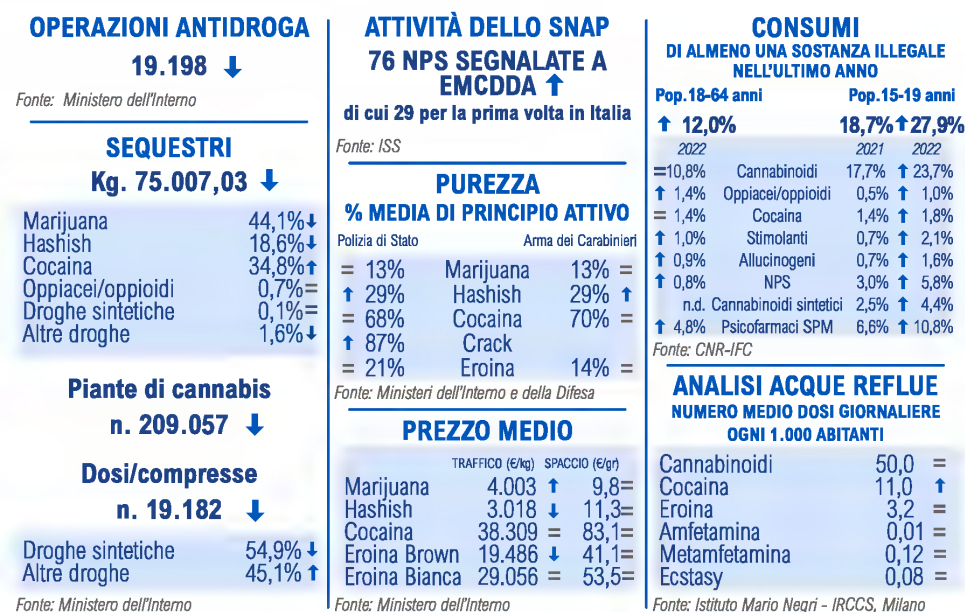 OPERAZIONI ANTIDROGA
19.198 ↓
Fonte: Ministero dell'Interno
SEQUESTRI
Kg. 75.007,03 ↓
Marijuana 44,1% ↓
Hashish 18,6% ↓
Cocaina 34,8% ↑
Oppiacei/oppioidi 0,7% =
Droghe sintetiche 0,1% =
Altre droghe 1,6% ↓
Piante di cannabis
n. 209.057 ↓
Dosi/compresse
n. 19.182 ↓
Droghe sintetiche 54,9% ↓
Altre droghe 45,1% ↑
Fonte: Ministero dell'Interno
ATTIVITÀ DELLO SNAP
76 NPS SEGNALATE A
EMCDDA ↑
di cui 29 per la prima volta in Italia
Fonte: ISS
PUREZZA
% MEDIA DI PRINCIPIO ATTIVO
Polizia di Stato Arma dei Carabinieri
= 13% Marijuana 13% =
↑ 29% Hashish 29% ↑
= 68% Cocaina 70% =
↑ 87% Crack
= 21% Eroina 14% =
Fonte: Ministeri dell'Interno e della Difesa
PREZZO MEDIO
TRAFFICO (€/kg) SPACCIO (€/gr)
Marijuana 4.003 ↑ 9,8 =
Hashish 3.018 ↓ 11,3 =
Cocaina 38.309 = 83,1 =
Eroina Brown 19.486 ↓ 41,1 =
Eroina Bianca 29.056 = 53,5 =
Fonte: Ministero dell'Interno
CONSUMI
DI ALMENO UNA SOSTANZA ILLEGALE
NELL'ULTIMO ANNO
Pop.18-64 anni Pop.15-19 anni
↑ 12,0% 18,7% ↑ 27,9%
2022 2021 2022
= 10,8% Cannabinoidi 17,7% ↑ 23,7%
↑ 1,4% Oppiacei/oppioidi 0,5% ↑ 1,0%
= 1,4% Cocaina 1,4% ↑ 1,8%
↑ 1,0% Stimolanti 0,7% ↑ 2,1%
↑ 0,9% Allucinogeni 0,7% ↑ 1,6%
↑ 0,8% NPS 3,0% ↑ 5,8%
n.d. Cannabinoidi sintetici 2,5% ↑ 4,4%
↑ 4,8% Psicofarmaci SPM 6,6% ↑ 10,8%
Fonte: CNR-IFC
ANALISI ACQUE REFLUE
NUMERO MEDIO DOSI GIORNALIERE
OGNI 1.000 ABITANTI
Cannabinoidi 50,0 =
Cocaina 11,0 ↑
Eroina 3,2 =
Amfetamina 0,01 =
Metamfetamina 0,12 =
Ecstasy 0,08 =
Fonte: Istituto Mario Negri - IRCCS, Milano